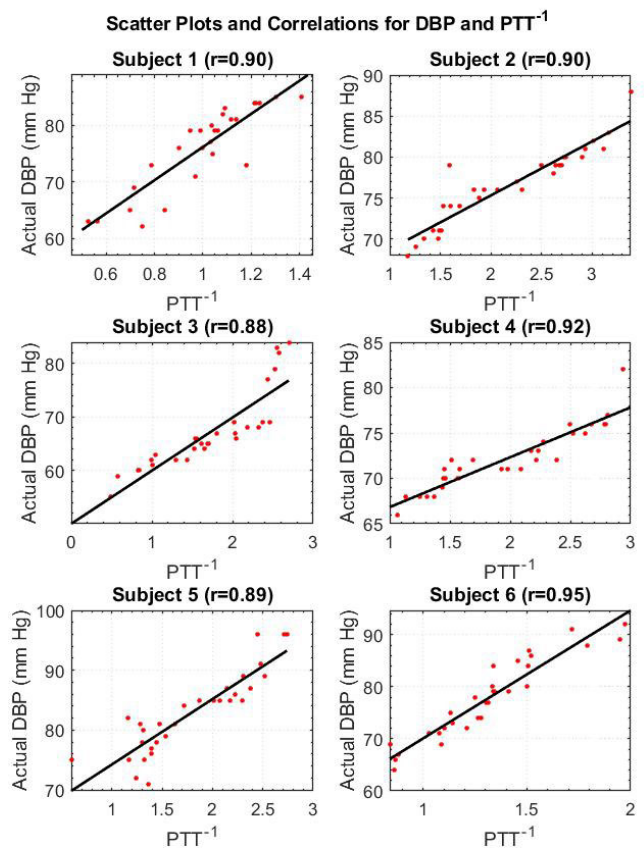 Scatter Plots and Correlations for DBP and PTT⁻¹
Subject 1 (r=0.90)
Actual DBP (mm Hg)
80
70
60
0.6 0.8 1 1.2 1.4
PTT⁻¹
Subject 2 (r=0.90)
Actual DBP (mm Hg)
90
85
80
75
70
1 1.5 2 2.5 3
PTT⁻¹
Subject 3 (r=0.88)
Actual DBP (mm Hg)
80
70
60
0 1 2 3
PTT⁻¹
Subject 4 (r=0.92)
Actual DBP (mm Hg)
85
80
75
70
65
1 1.5 2 2.5 3
PTT⁻¹
Subject 5 (r=0.89)
Actual DBP (mm Hg)
100
90
80
70
1 1.5 2 2.5 3
PTT⁻¹
Subject 6 (r=0.95)
Actual DBP (mm Hg)
90
80
70
60
1 1.5 2
PTT⁻¹